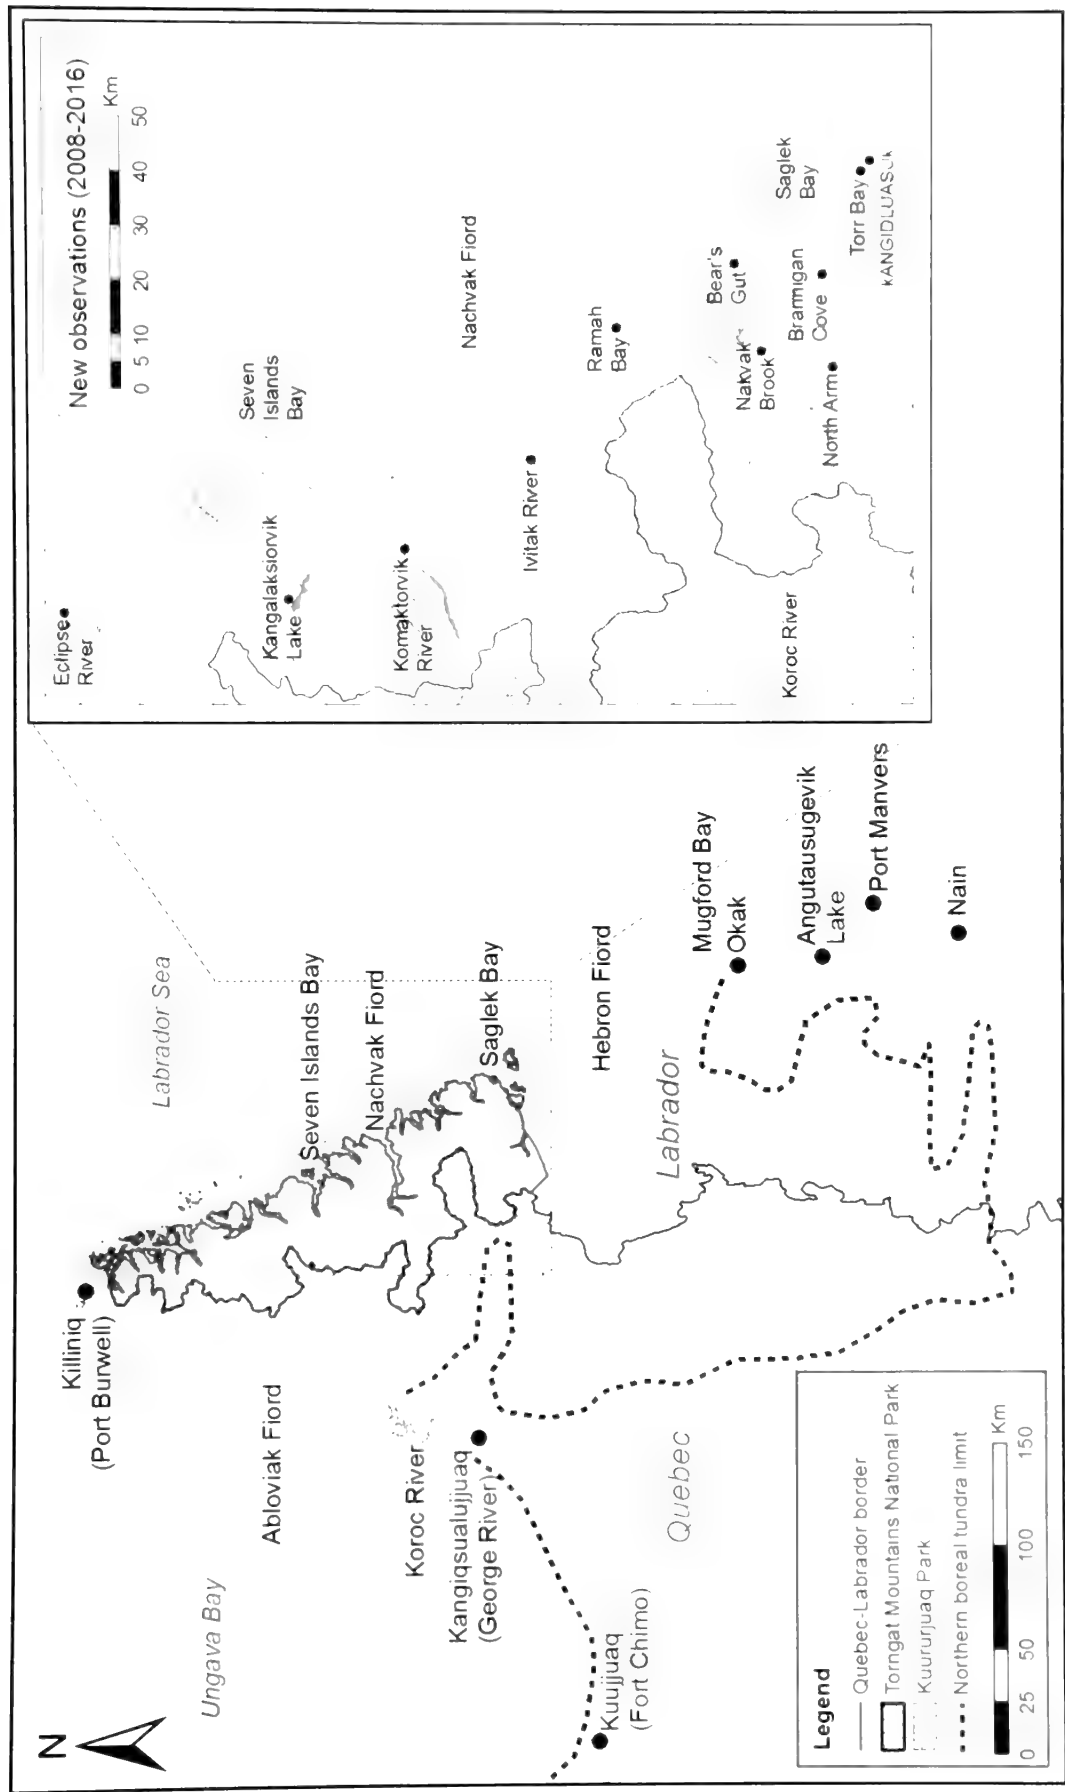 N
Ungava Bay
Killiniq
(Port Burwell)
Labrador Sea
Abloviak Fiord
Seven Islands Bay
Nachvak Fiord
Koroc River
Saglek Bay
Kangiqsualujjuaq
(George River)
Kuujjuaq
(Fort Chimo)
Hebron Fiord
Quebec
Labrador
Mugford Bay
Okak
Angutausugevik
Lake
Port Manvers
Nain
Legend
Quebec-Labrador border
Torngat Mountains National Park
Kuururjuaq Park
Northern boreal tundra limit
Km
0 25 50 100 150
New observations (2008-2016)
Km
0 5 10 20 30 40 50
Eclipse
River
Seven
Islands
Bay
Kangalaksiorvik
Lake
Komaktorvik
River
Nachvak Fiord
Ivitak River
Ramah
Bay
Bear's
Gut
Nakvak
Brook
Saglek
Bay
Brannigan
Cove
North Arm
Koroc River
Torr Bay
KANGIDLUASUK